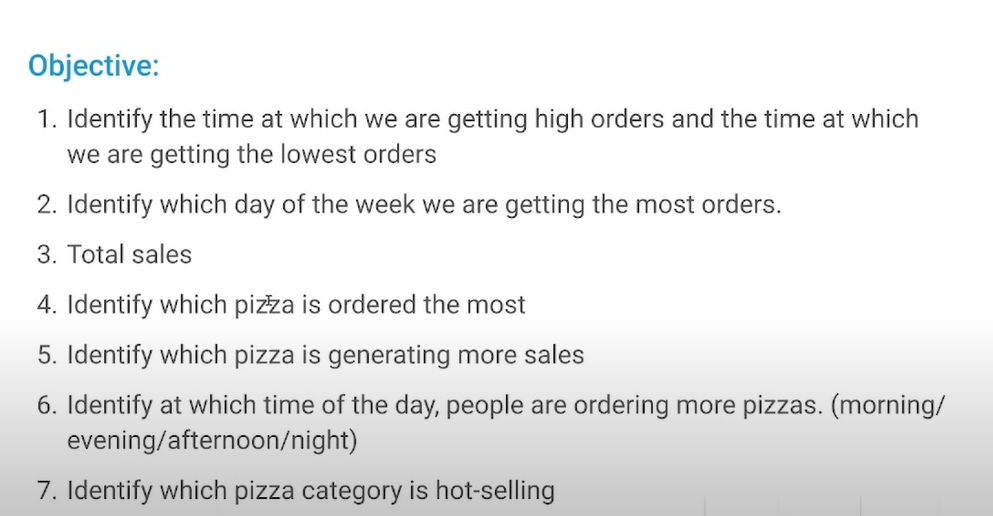 Objective:
1. Identify the time at which we are getting high orders and the time at which
we are getting the lowest orders
2. Identify which day of the week we are getting the most orders.
3. Total sales
4. Identify which pizza is ordered the most
5. Identify which pizza is generating more sales
6. Identify at which time of the day, people are ordering more pizzas. (morning/
evening/afternoon/night)
7. Identify which pizza category is hot-selling